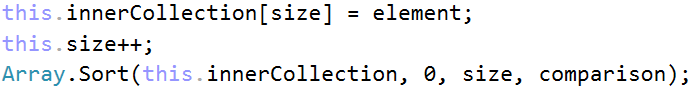 this.innerCollection[size] = element;
this.size++;
Array.Sort(this.innerCollection, 0, size, comparison);